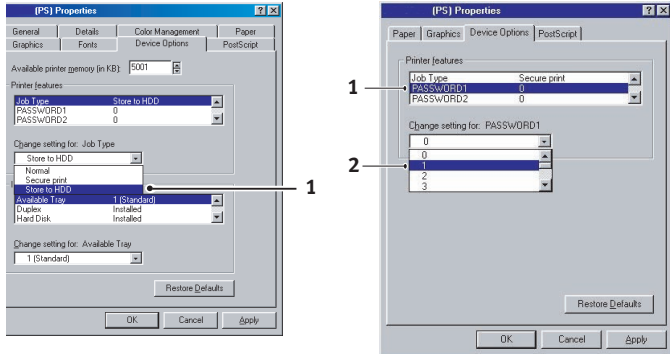 (PS) Properties
General Details Color Management Paper
Graphics Fonts Device Options PostScript
Available printer memory (in KB): 5001
Printer features
Job Type Store to HDD
PASSWORD1 0
PASSWORD2 0
Change setting for: Job Type
Store to HDD
Normal
Secure print
Store to HDD
1
Available Tray 1 (Standard)
Duplex Installed
Hard Disk Installed
Change setting for: Available Tray
1 (Standard)
Restore Defaults
OK Cancel Apply
(PS) Properties
Paper Graphics Device Options PostScript
Printer features
Job Type Secure print
1 PASSWORD1 0
PASSWORD2 0
Change setting for: PASSWORD1
0
0
2 1
2
3
Restore Defaults
OK Cancel Apply